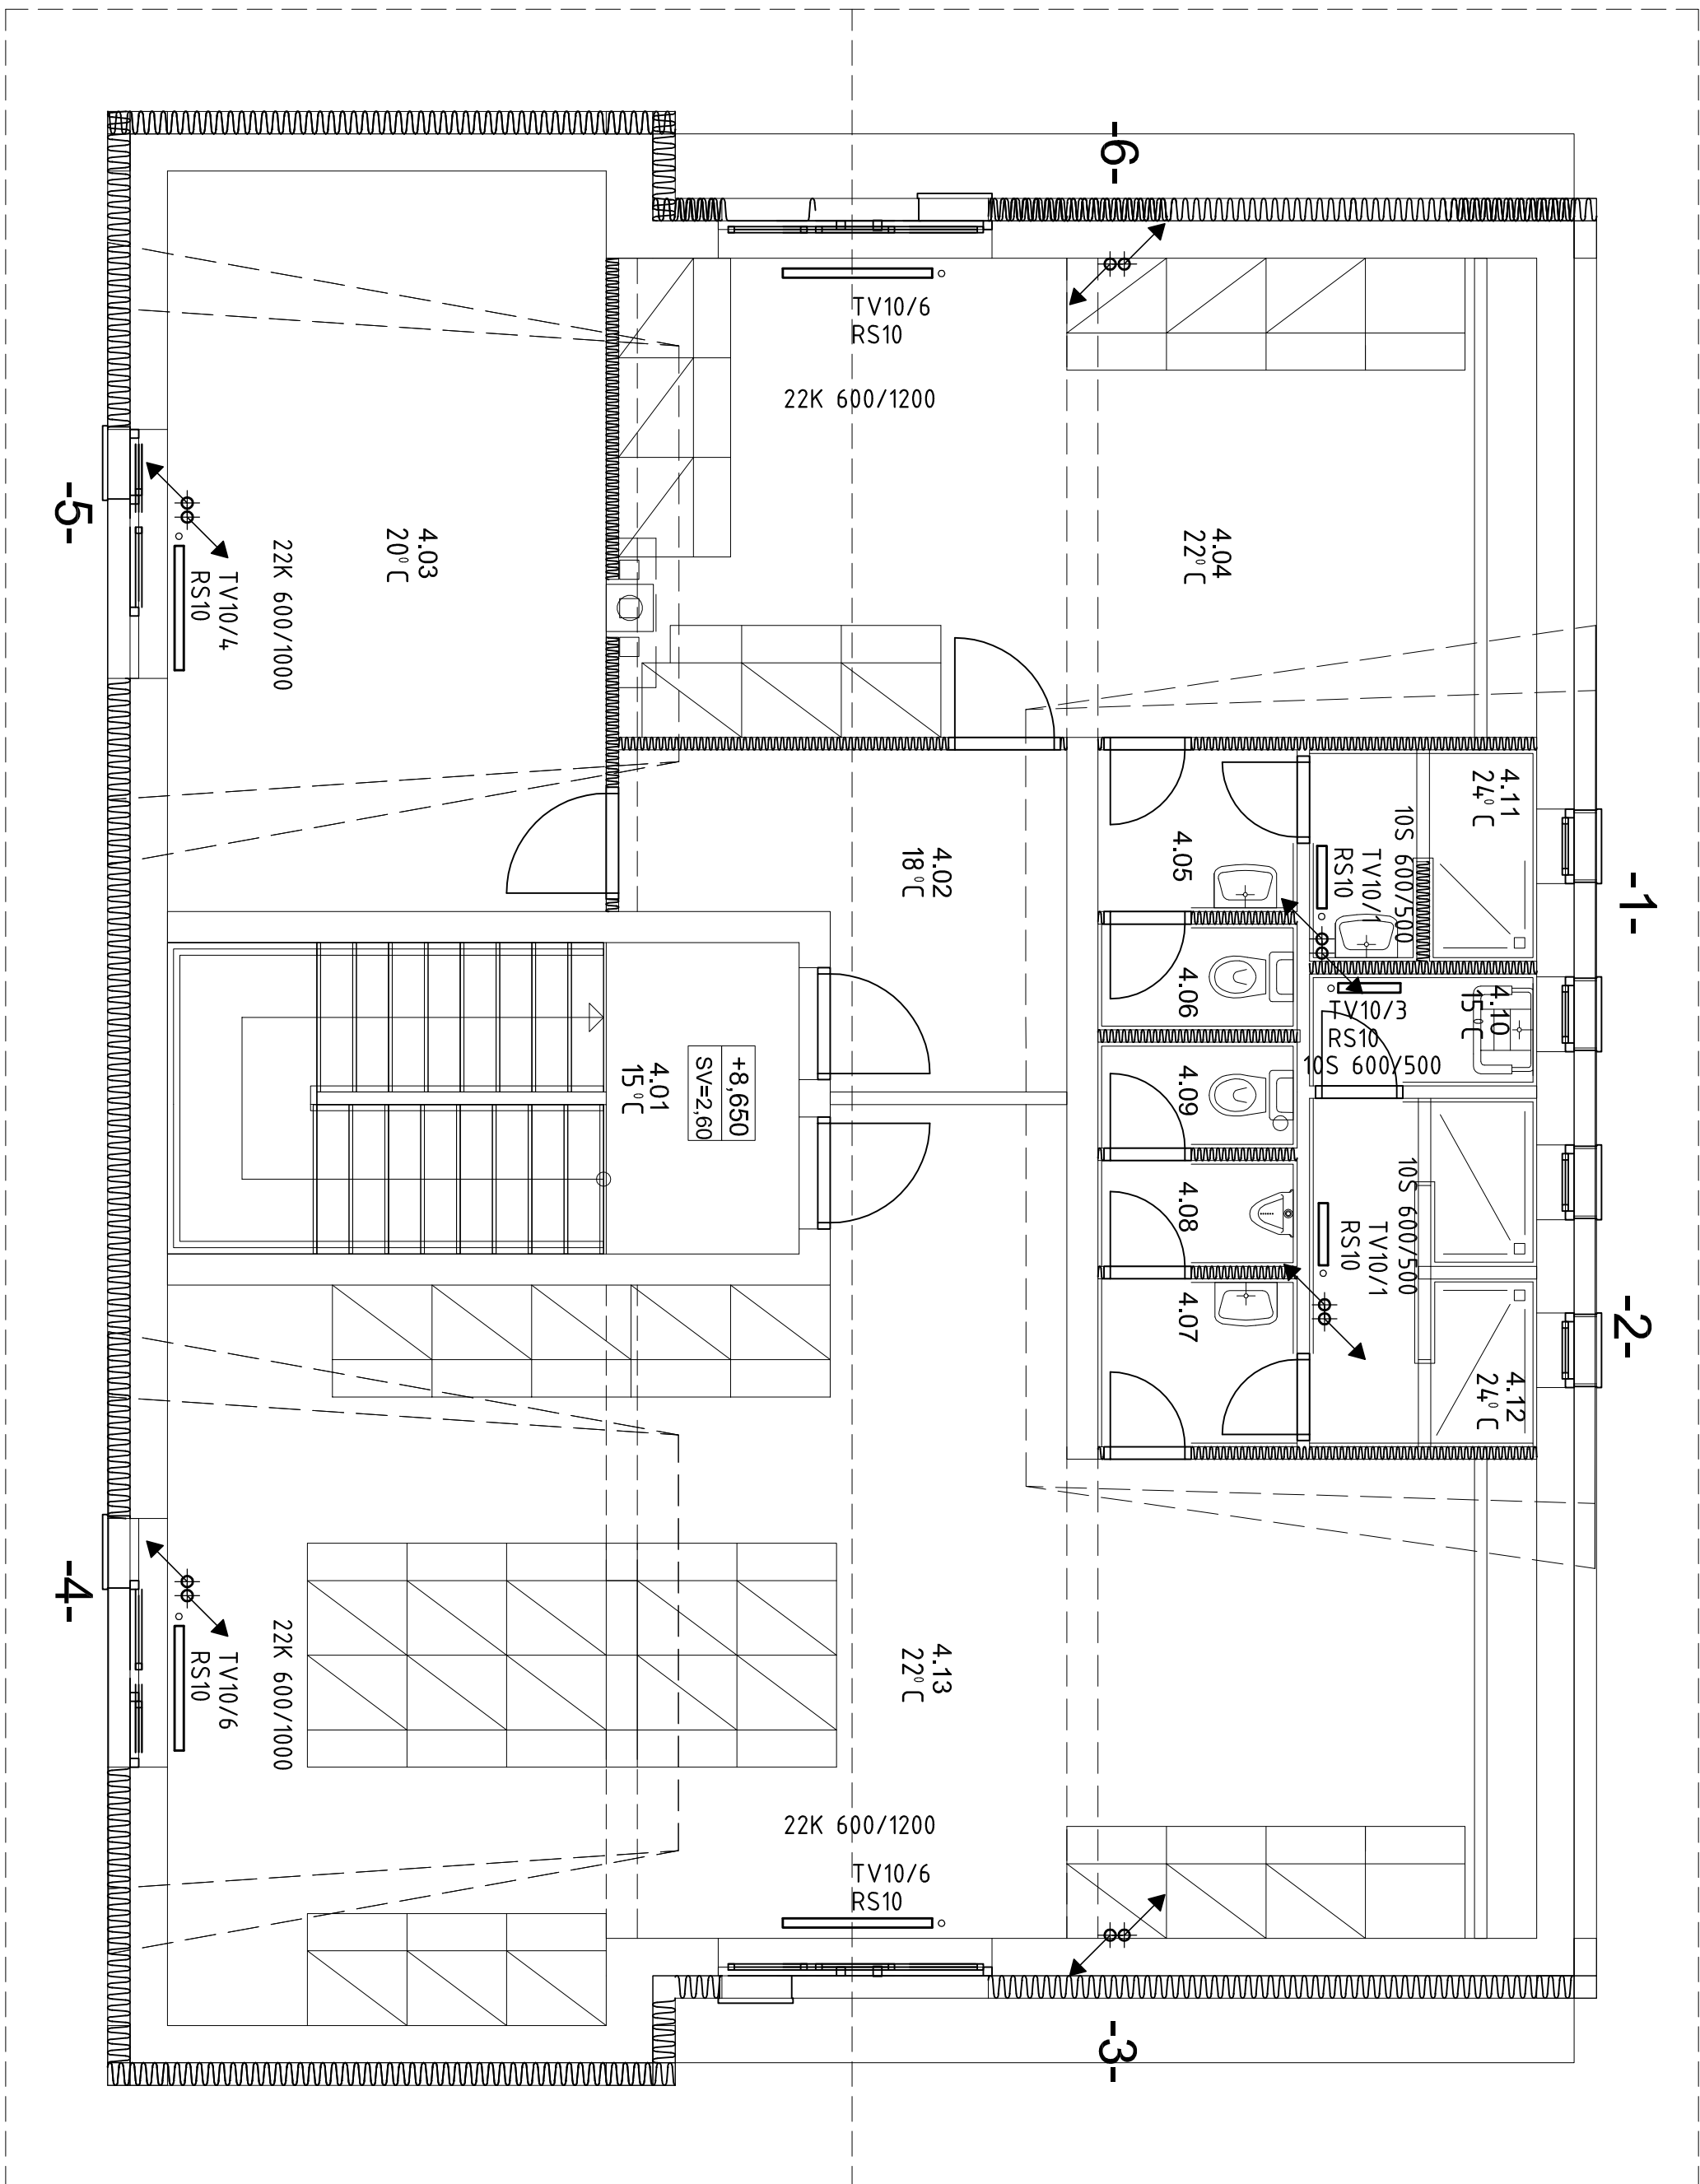 -6-
TV10/6
RS10
22K 600/1200
4.04
22°C
-5-
4.03
20°C
22K 600/1000
TV10/4
RS10
4.02
18°C
4.05
4.11
24°C
10S 600/500
TV10/1
RS10
-1-
4.06
4.10
15°C
TV10/3
RS10
10S 600/500
4.09
4.01
15°C
+8,650
SV=2,60
4.08
10S 600/500
TV10/1
RS10
4.07
4.12
24°C
-2-
-4-
TV10/6
RS10
22K 600/1000
4.13
22°C
22K 600/1200
TV10/6
RS10
-3-